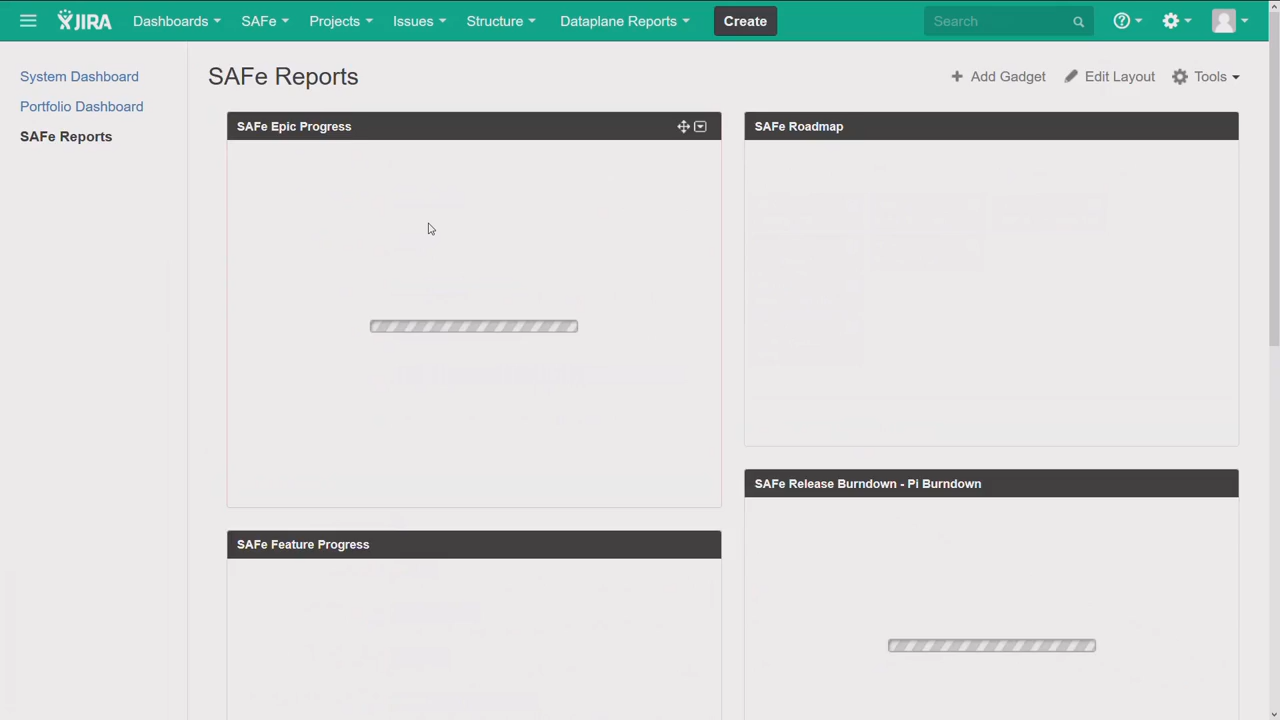 JIRA Dashboards SAFe Projects Issues Structure Dataplane Reports Create Search
System Dashboard
Portfolio Dashboard
SAFe Reports
SAFe Reports
Add Gadget Edit Layout Tools
SAFe Epic Progress
SAFe Roadmap
SAFe Release Burndown - Pi Burndown
SAFe Feature Progress